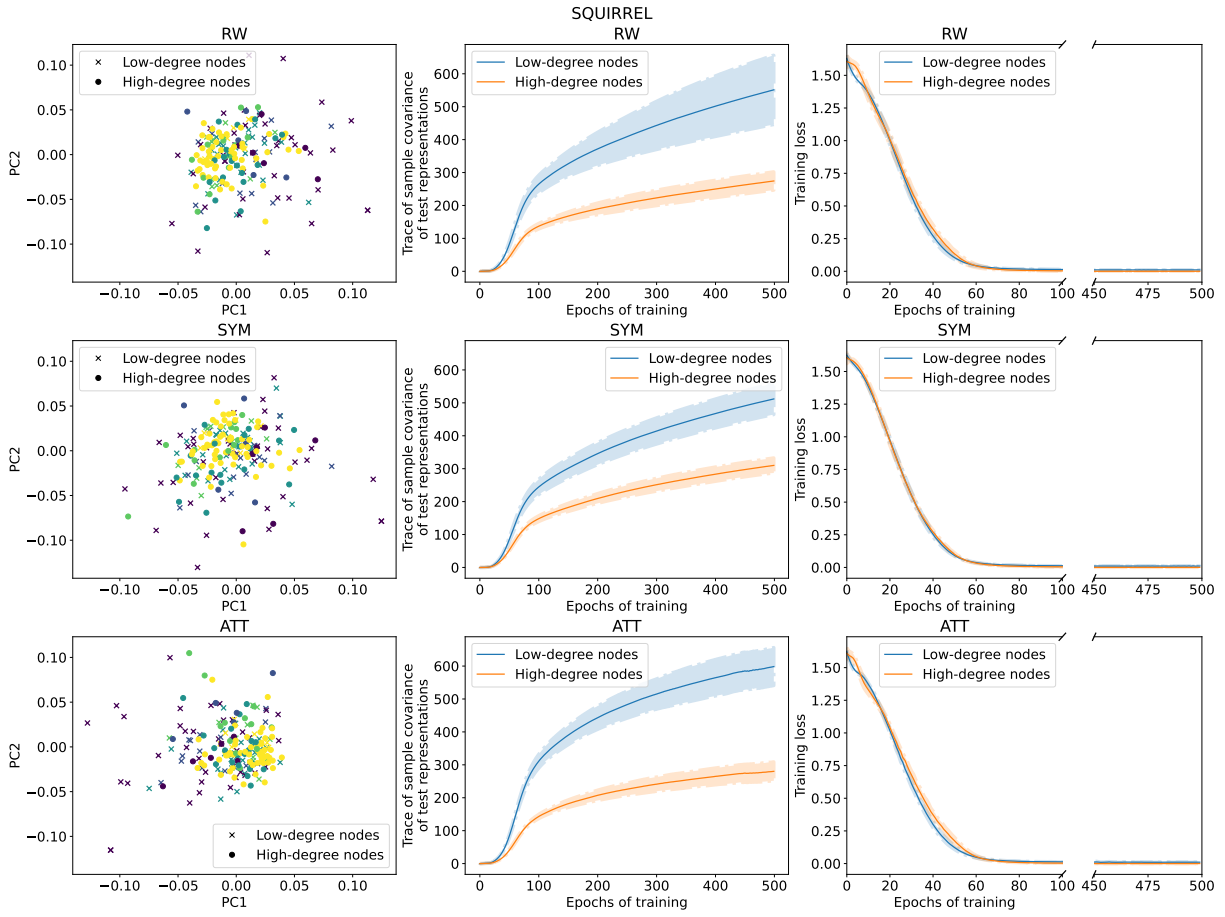 SQUIRREL
RW
Low-degree nodes
High-degree nodes
PC2
0.10
0.05
0.00
−0.05
−0.10
−0.10 −0.05 0.00 0.05 0.10
PC1
RW
Low-degree nodes
High-degree nodes
Trace of sample covariance
of test representations
600
500
400
300
200
100
0
0 100 200 300 400 500
Epochs of training
RW
Low-degree nodes
High-degree nodes
Training loss
1.50
1.25
1.00
0.75
0.50
0.25
0.00
0 20 40 60 80 100 450 475 500
Epochs of training
SYM
Low-degree nodes
High-degree nodes
PC2
0.10
0.05
0.00
−0.05
−0.10
−0.10 −0.05 0.00 0.05 0.10
PC1
SYM
Low-degree nodes
High-degree nodes
Trace of sample covariance
of test representations
600
500
400
300
200
100
0
0 100 200 300 400 500
Epochs of training
SYM
Low-degree nodes
High-degree nodes
Training loss
1.50
1.25
1.00
0.75
0.50
0.25
0.00
0 20 40 60 80 100 450 475 500
Epochs of training
ATT
Low-degree nodes
High-degree nodes
PC2
0.10
0.05
0.00
−0.05
−0.10
−0.10 −0.05 0.00 0.05 0.10
PC1
ATT
Low-degree nodes
High-degree nodes
Trace of sample covariance
of test representations
600
500
400
300
200
100
0
0 100 200 300 400 500
Epochs of training
ATT
Low-degree nodes
High-degree nodes
Training loss
1.50
1.25
1.00
0.75
0.50
0.25
0.00
0 20 40 60 80 100 450 475 500
Epochs of training